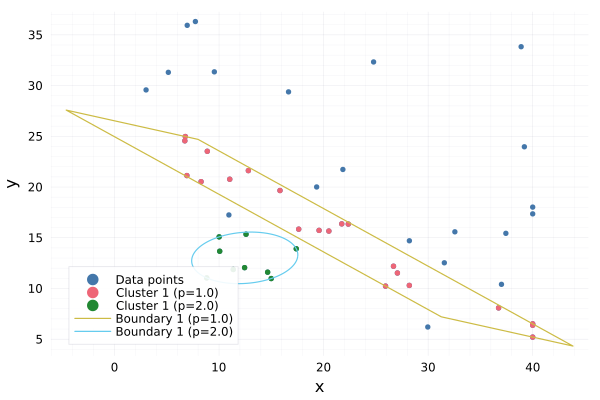 35
30
25
20
15
10
5
y
Data points
Cluster 1 (p=1.0)
Cluster 1 (p=2.0)
Boundary 1 (p=1.0)
Boundary 1 (p=2.0)
0
10
20
30
40
x